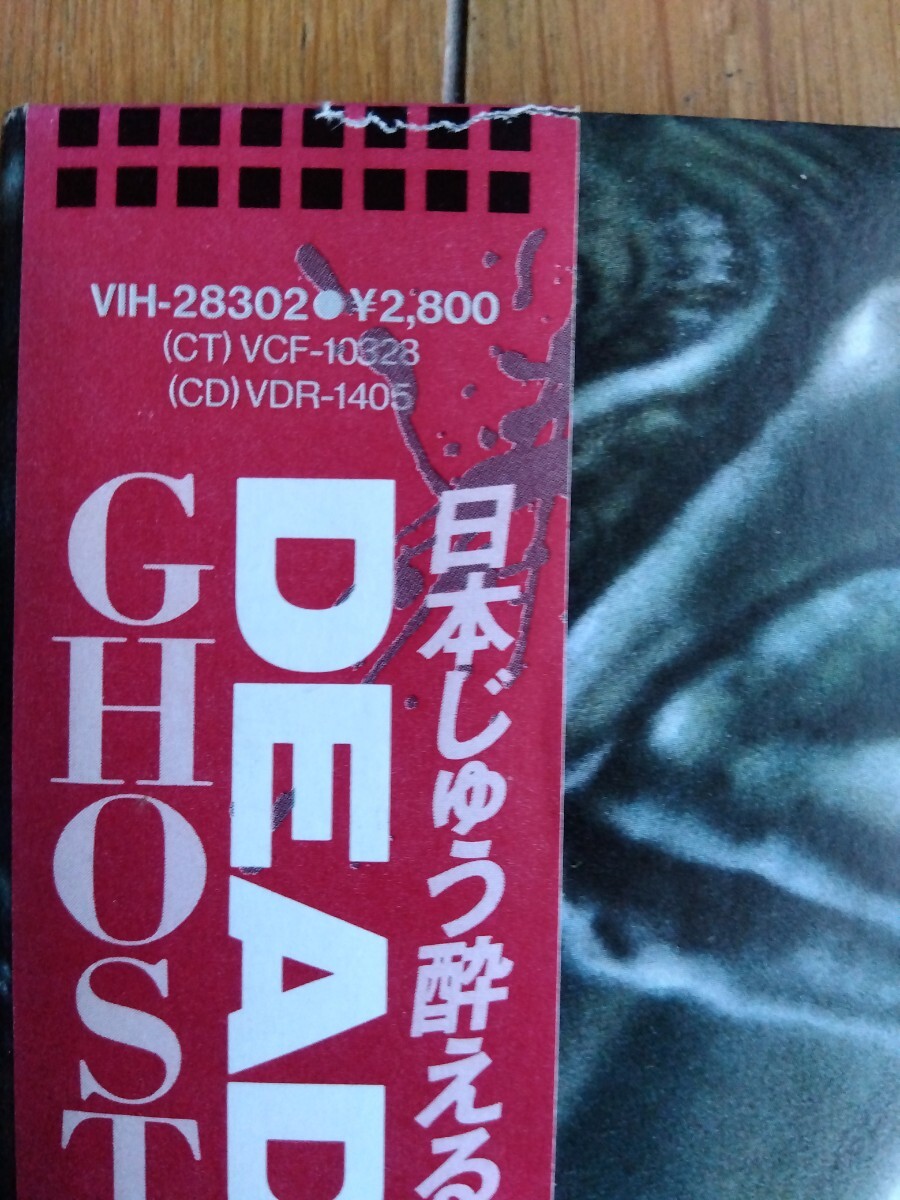 VIH-28302●¥2,800
(CT) VCF-10323
(CD) VDR-1405
日本じゅう酔える
DEAD
GHOST